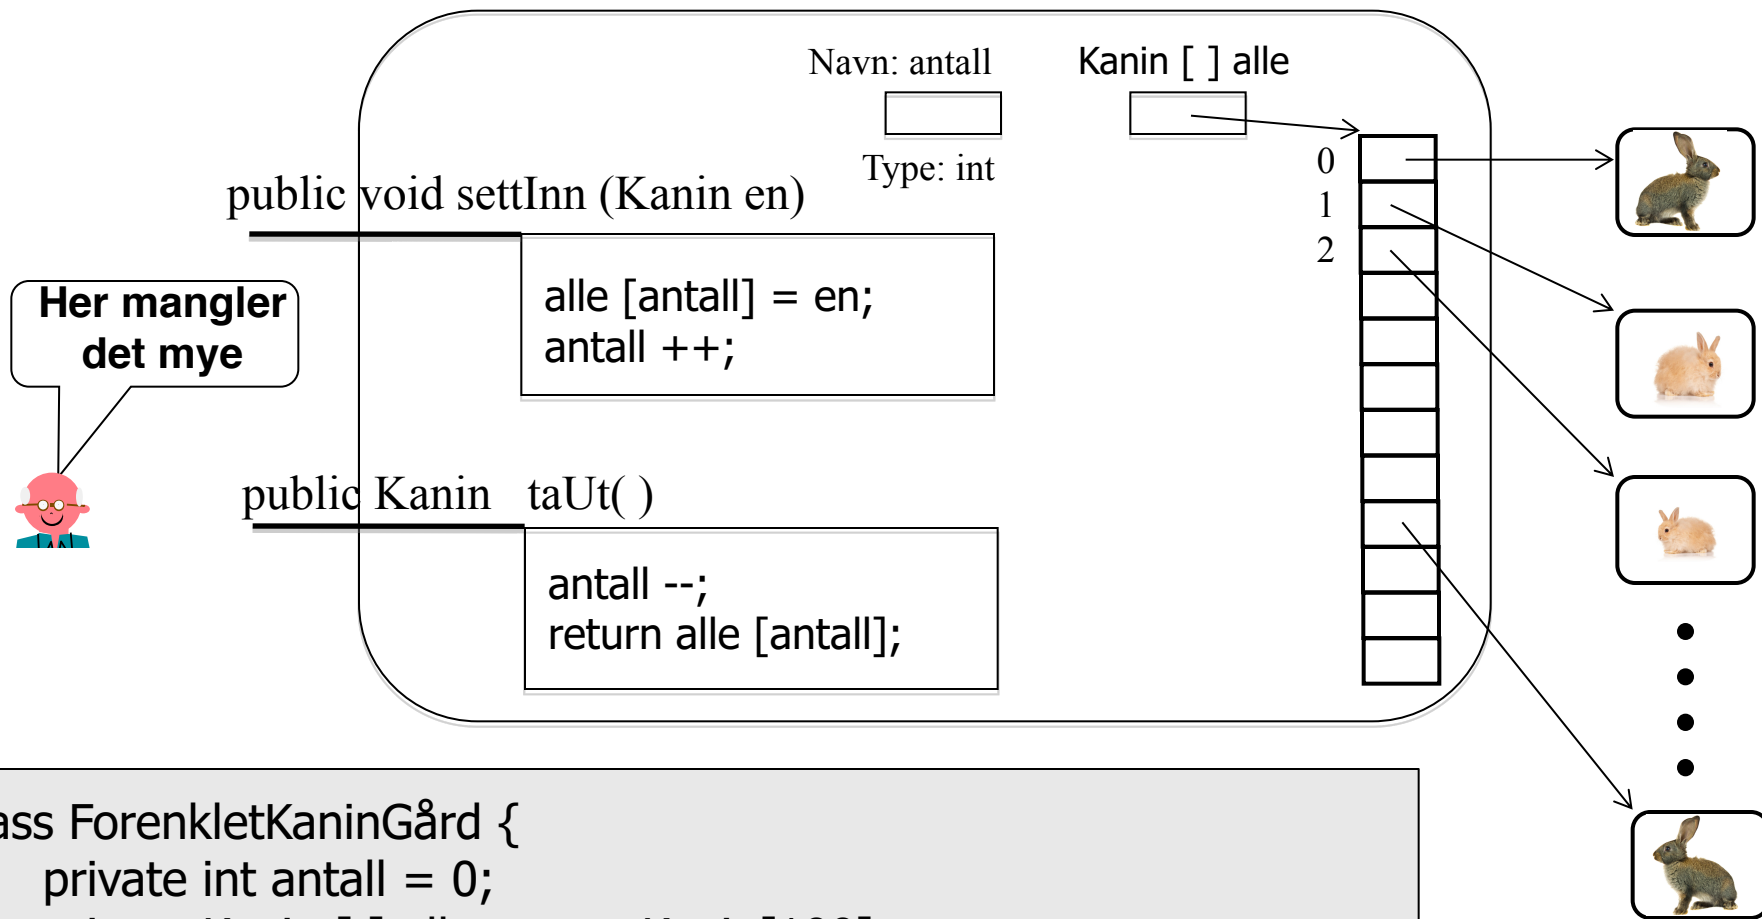 Navn: antall
Kanin [ ] alle
Type: int
0
1
2
public void settInn (Kanin en)
alle [antall] = en;
antall ++;
Her mangler
det mye
public Kanin taUt( )
antall --;
return alle [antall];
ass ForenkletKaninGård {
private int antall = 0;